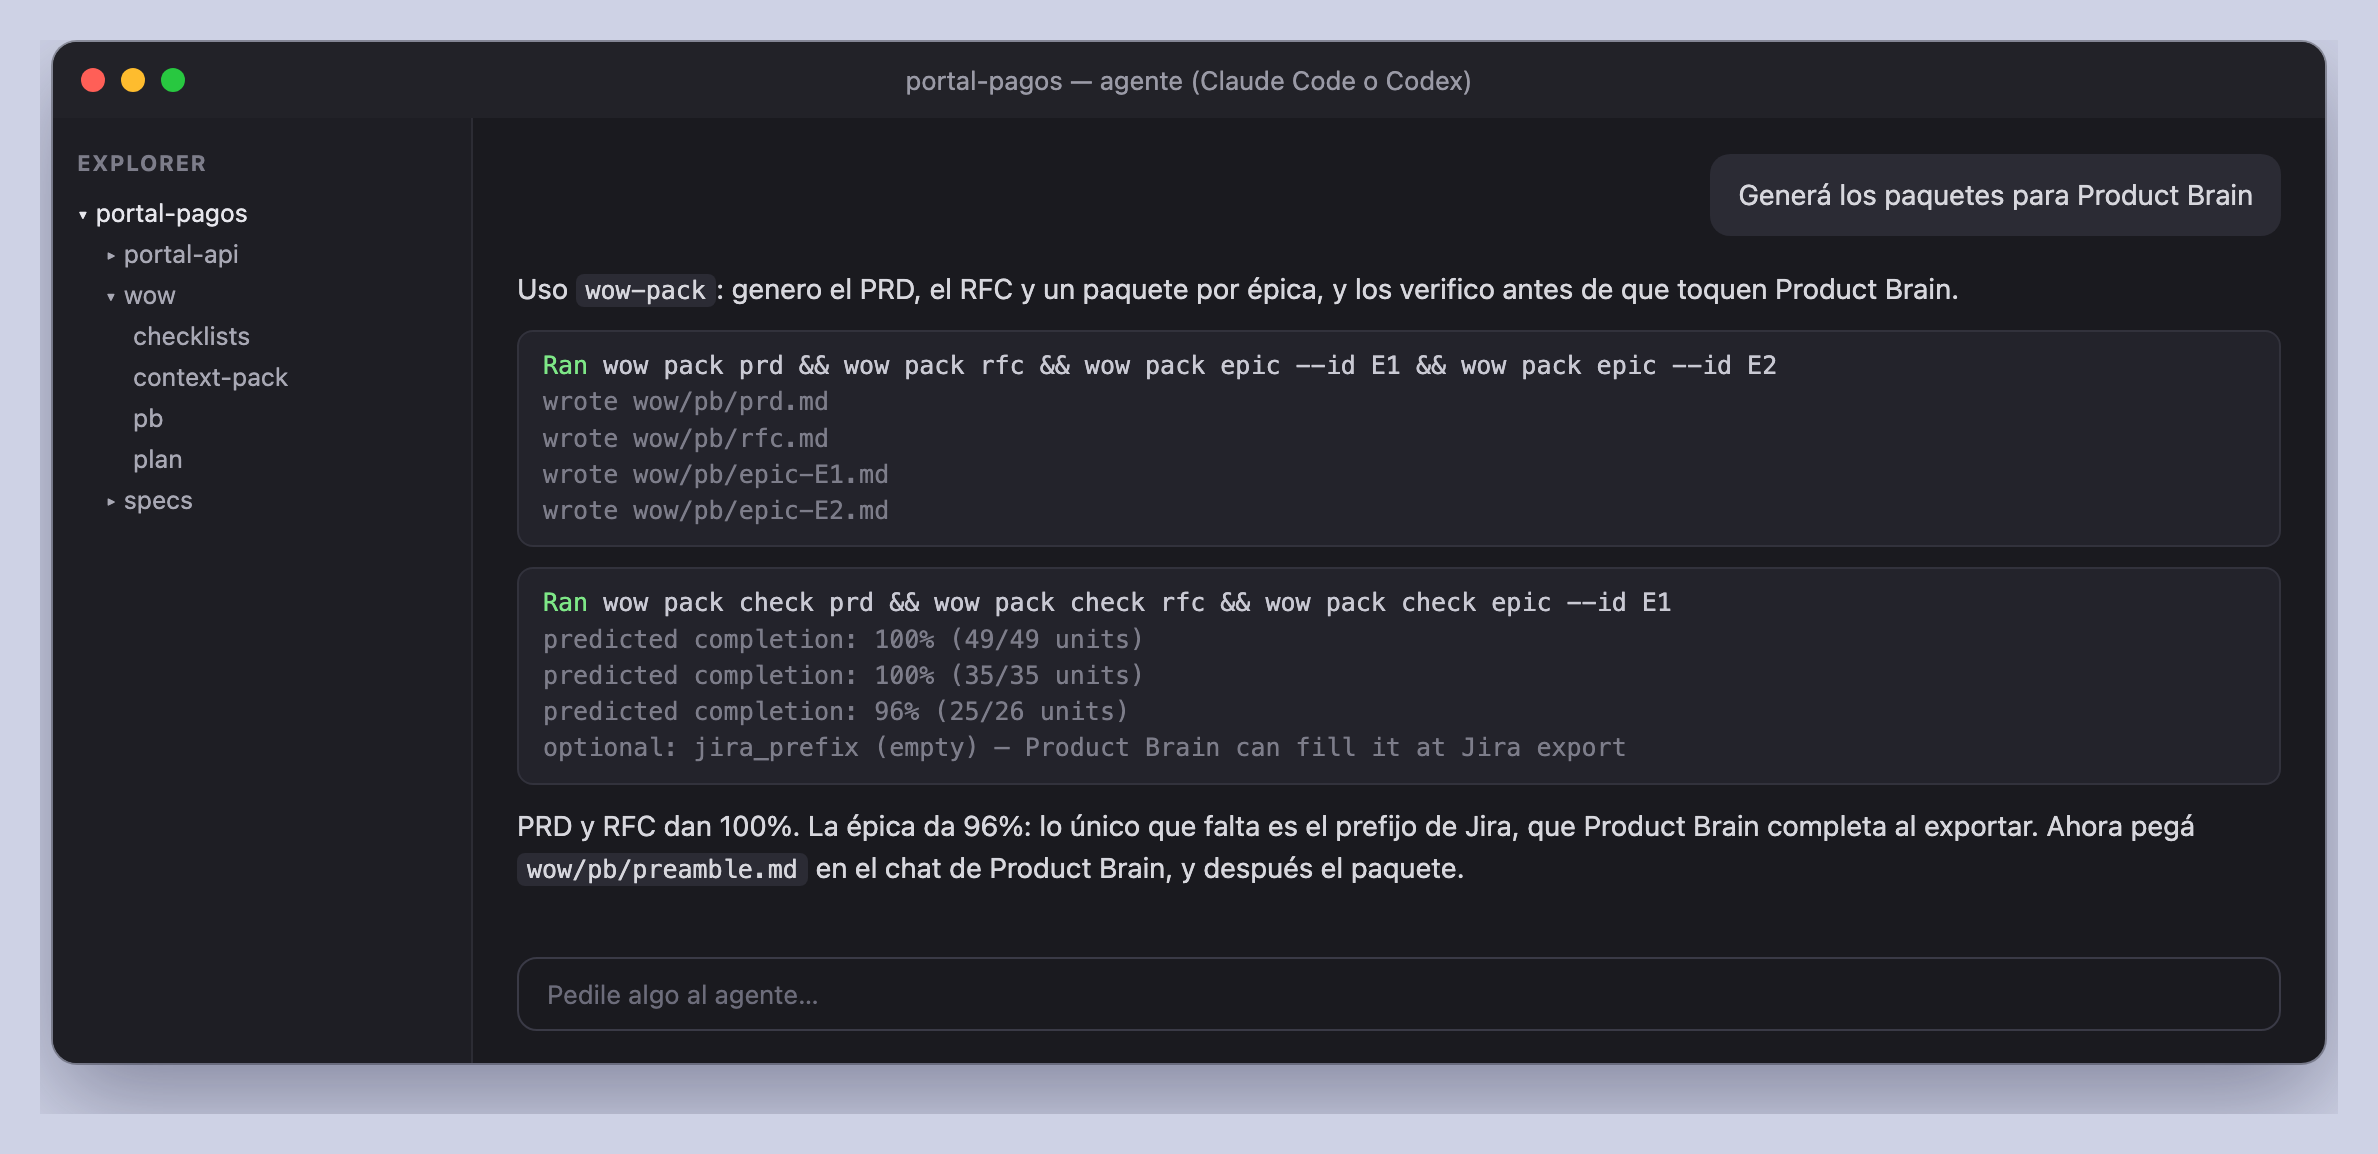 portal-pagos — agente (Claude Code o Codex)
EXPLORER
▾ portal-pagos
▸ portal-api
▾ wow
checklists
context-pack
pb
plan
▸ specs
Generá los paquetes para Product Brain
Uso wow-pack: genero el PRD, el RFC y un paquete por épica, y los verifico antes de que toquen Product Brain.
Ran wow pack prd && wow pack rfc && wow pack epic --id E1 && wow pack epic --id E2
wrote wow/pb/prd.md
wrote wow/pb/rfc.md
wrote wow/pb/epic-E1.md
wrote wow/pb/epic-E2.md
Ran wow pack check prd && wow pack check rfc && wow pack check epic --id E1
predicted completion: 100% (49/49 units)
predicted completion: 100% (35/35 units)
predicted completion: 96% (25/26 units)
optional: jira_prefix (empty) — Product Brain can fill it at Jira export
PRD y RFC dan 100%. La épica da 96%: lo único que falta es el prefijo de Jira, que Product Brain completa al exportar. Ahora pegá
wow/pb/preamble.md en el chat de Product Brain, y después el paquete.
Pedile algo al agente…